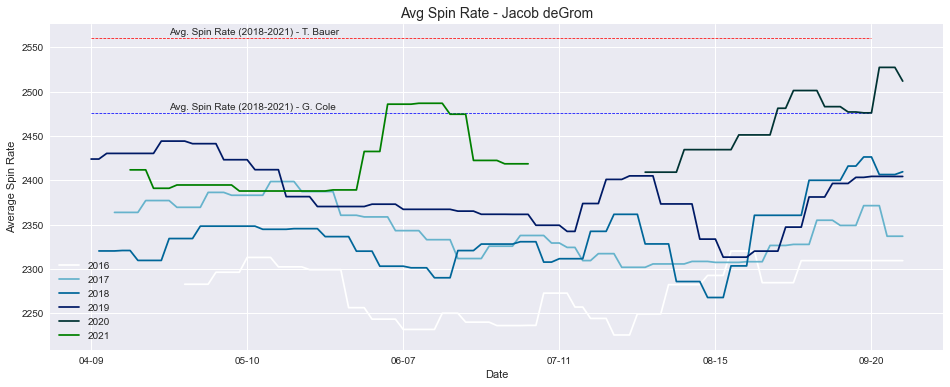 Avg Spin Rate - Jacob deGrom
Avg. Spin Rate (2018-2021) - T. Bauer
Avg. Spin Rate (2018-2021) - G. Cole
Average Spin Rate
2550
2500
2450
2400
2350
2300
2250
2016
2017
2018
2019
2020
2021
04-09 05-10 06-07 07-11 08-15 09-20
Date